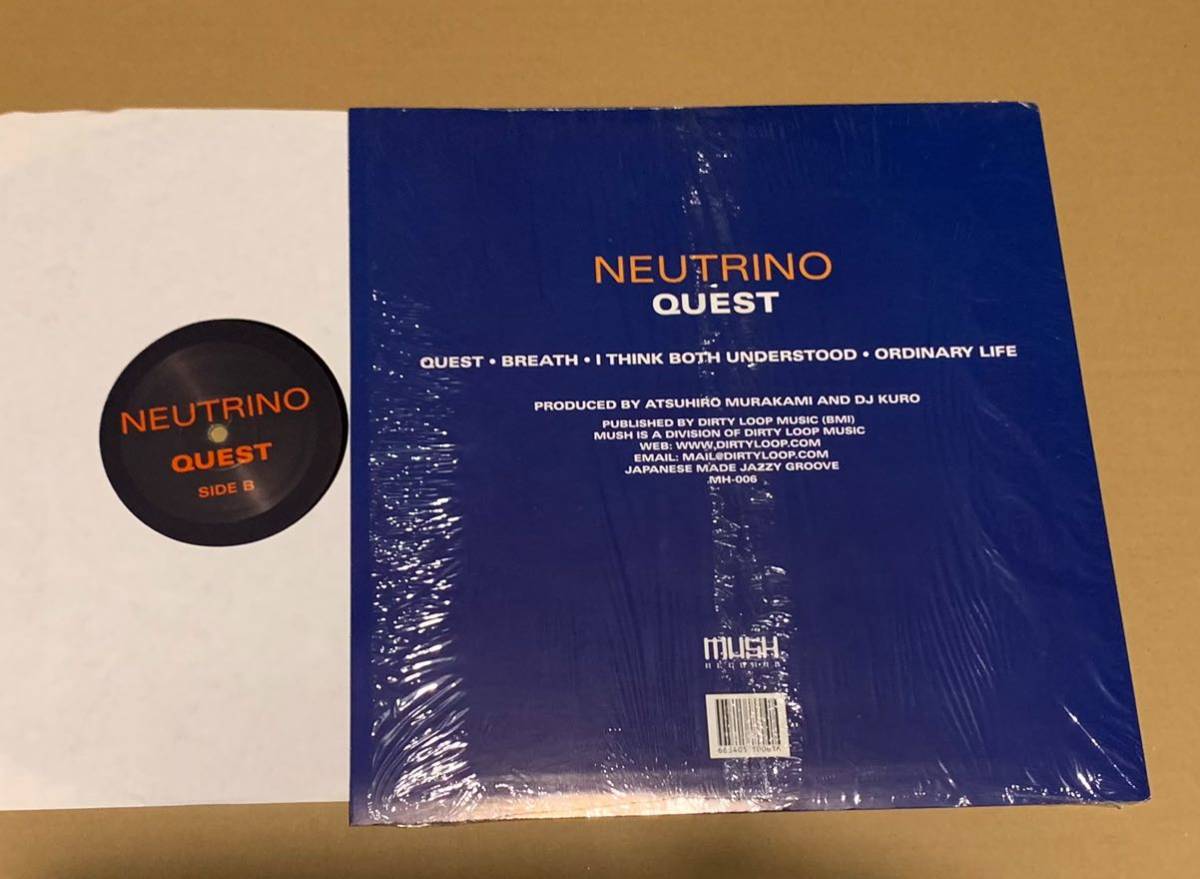 NEUTRINO
QUEST
SIDE B
NEUTRINO
QUEST
QUEST • BREATH • I THINK BOTH UNDERSTOOD • ORDINARY LIFE
PRODUCED BY ATSUHIRO MURAKAMI AND DJ KURO
PUBLISHED BY DIRTY LOOP MUSIC (BMI)
MUSH IS A DIVISION OF DIRTY LOOP MUSIC
WEB: WWW.DIRTYLOOP.COM
EMAIL: MAIL@DIRTYLOOP.COM
JAPANESE MADE JAZZY GROOVE
MH-006
MUSH
RECORDS